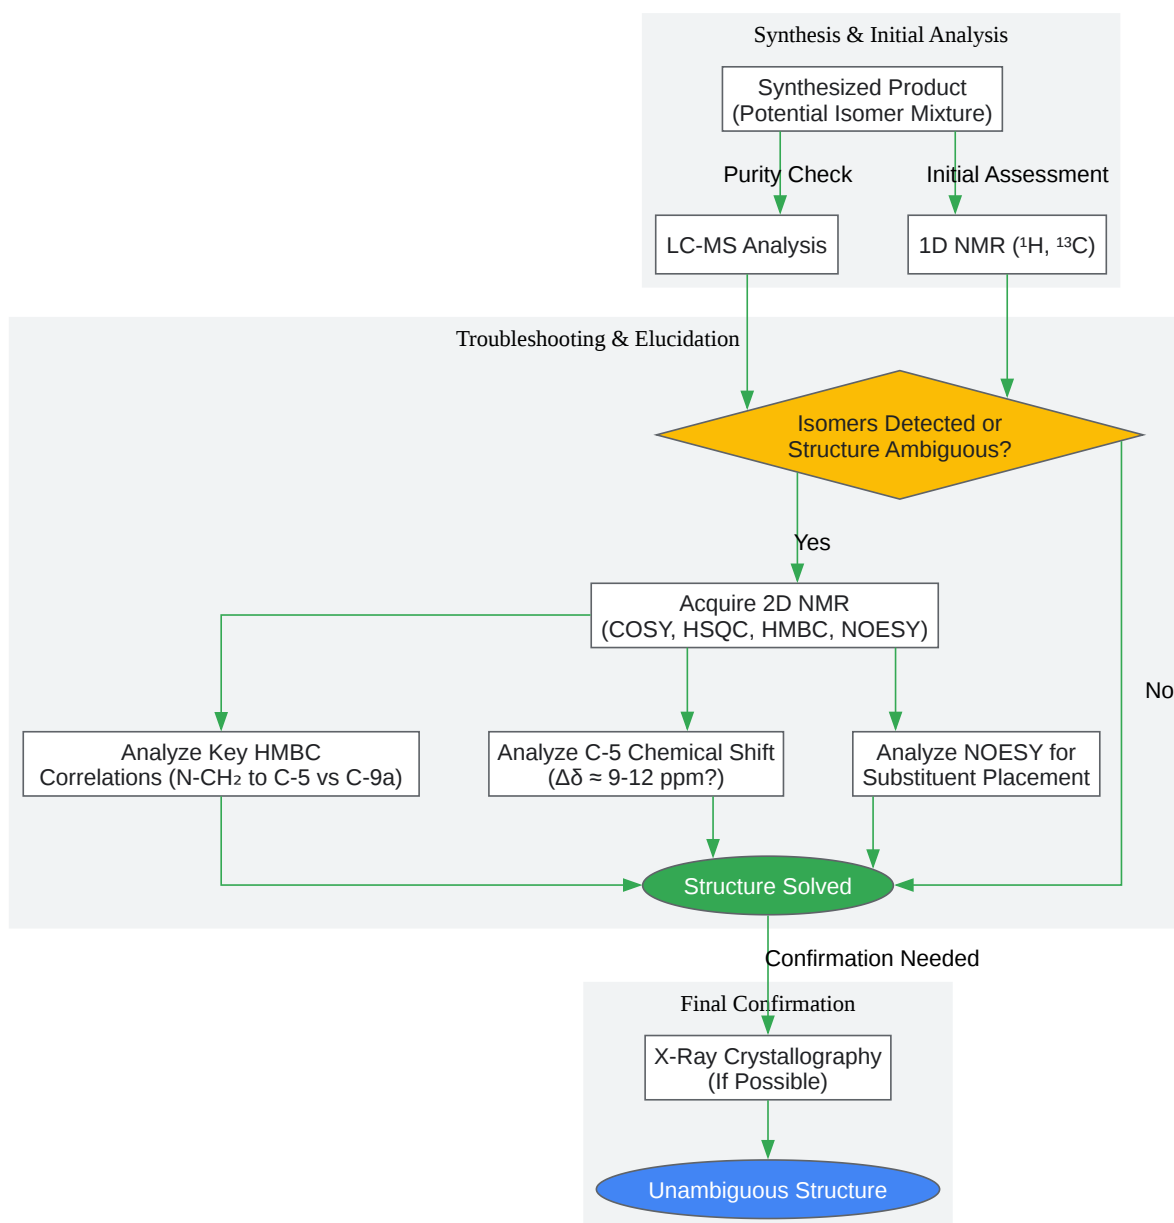 Synthesis & Initial Analysis
Synthesized Product
(Potential Isomer Mixture)
Purity Check
Initial Assessment
LC-MS Analysis
1D NMR (¹H, ¹³C)
Troubleshooting & Elucidation
Isomers Detected or
Structure Ambiguous?
Yes
Acquire 2D NMR
(COSY, HSQC, HMBC, NOESY)
No
Analyze Key HMBC
Correlations (N-CH₂ to C-5 vs C-9a)
Analyze C-5 Chemical Shift
(Δδ ≈ 9-12 ppm?)
Analyze NOESY for
Substituent Placement
Structure Solved
Confirmation Needed
Final Confirmation
X-Ray Crystallography
(If Possible)
Unambiguous Structure